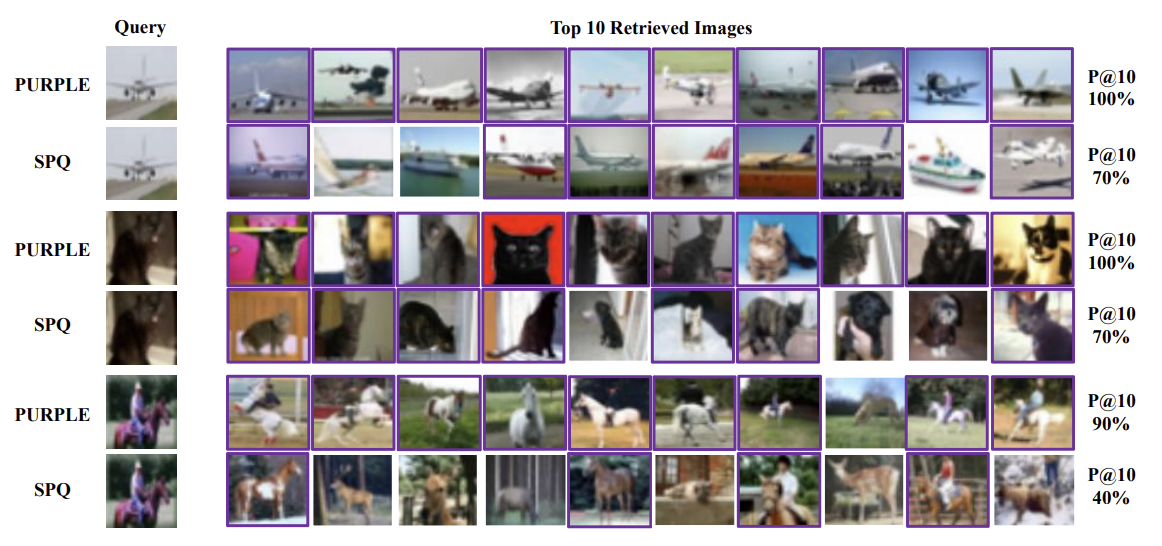 Query
Top 10 Retrieved Images
PURPLE
P@10
100%
SPQ
P@10
70%
PURPLE
P@10
100%
SPQ
P@10
70%
PURPLE
P@10
90%
SPQ
P@10
40%